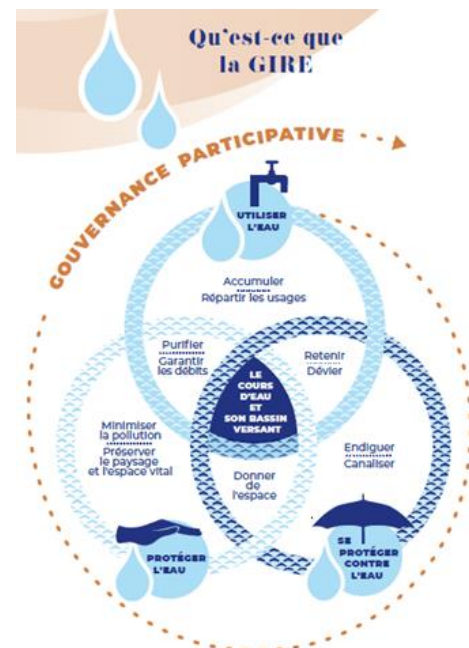 Qu'est-ce que
la GIRE
GOUVERNANCE PARTICIPATIVE
UTILISER
L'EAU
Accumuler
Répartir les usages
Purifier
Garantir
les débits
Retenir
Dévier
LE
COURS
D'EAU
ET
SON BASSIN
VERSANT
Minimiser
la pollution
Préserver
le paysage
et l'espace vital
Endiguer
Canaliser
Donner
de
l'espace
PROTÉGER
L'EAU
SE
PROTÉGER
CONTRE
L'EAU